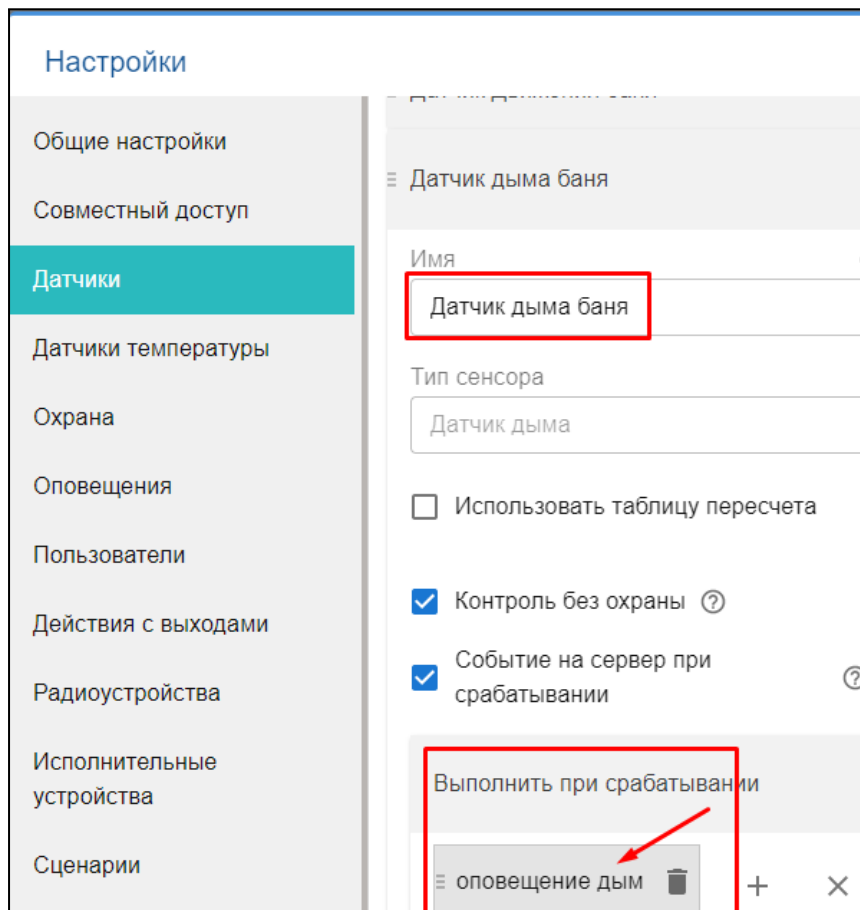 Настройки
Общие настройки
Совместный доступ
Датчики
Датчики температуры
Охрана
Оповещения
Пользователи
Действия с выходами
Радиоустройства
Исполнительные
устройства
Сценарии
Датчик дыма баня
Имя
Датчик дыма баня
Тип сенсора
Датчик дыма
Использовать таблицу пересчета
Контроль без охраны
Событие на сервер при
срабатывании
Выполнить при срабатывании
оповещение дым